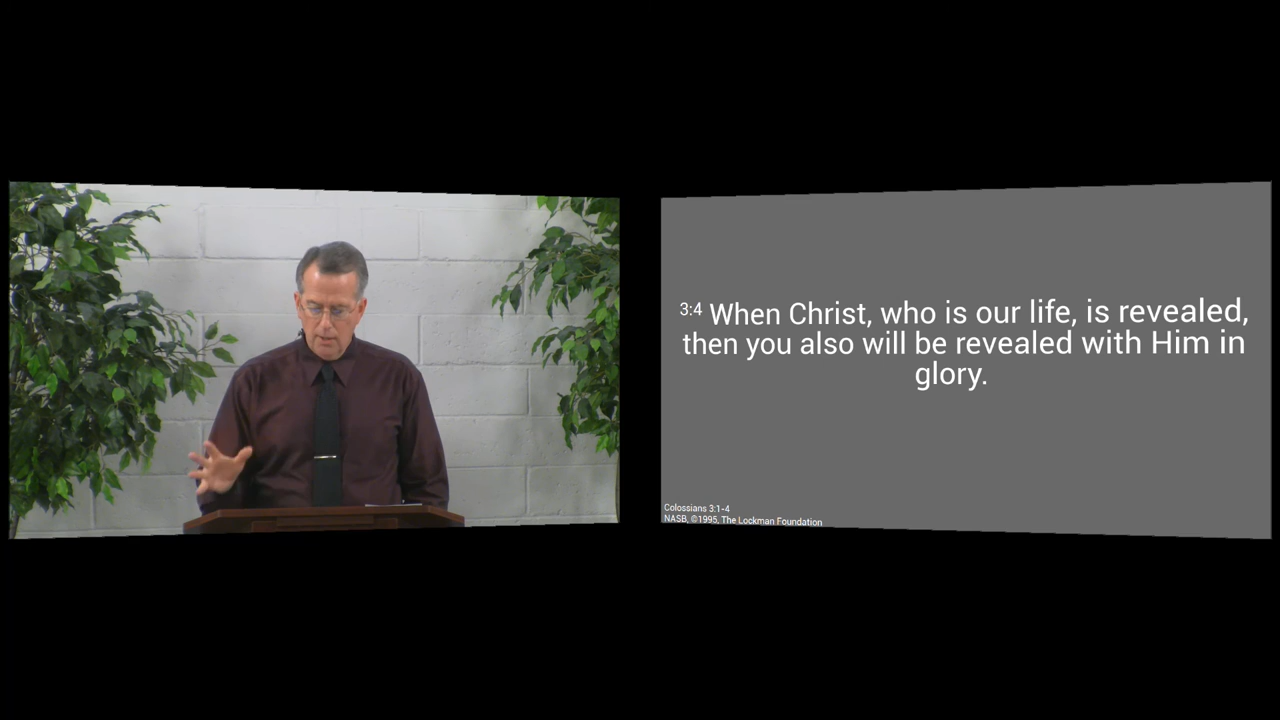 3:4 When Christ, who is our life, is revealed,
then you also will be revealed with Him in
glory.
Colossians 3:1-4
NASB, ©1995, The Lockman Foundation